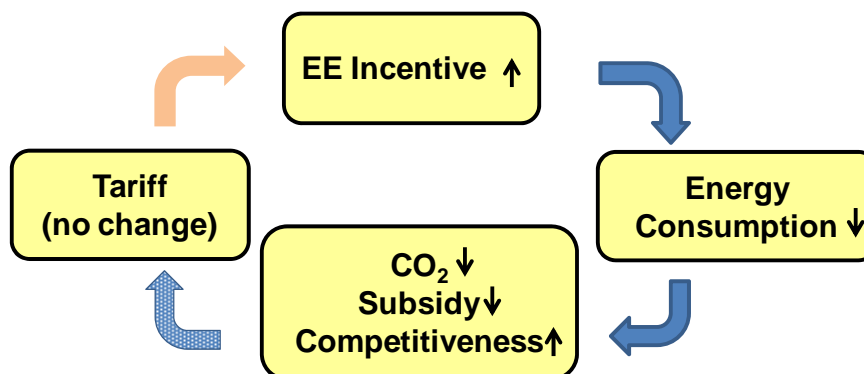 EE Incentive ↑
Tariff
(no change)
Energy
Consumption ↓
CO₂ ↓
Subsidy ↓
Competitiveness ↑